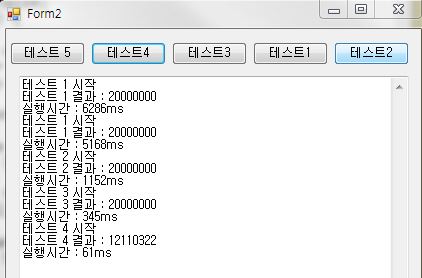 Form2
테스트 5 테스트4 테스트3 테스트1 테스트2
테스트 1 시작
테스트 1 결과 : 20000000
실행시간 : 6286ms
테스트 1 시작
테스트 1 결과 : 20000000
실행시간 : 5168ms
테스트 2 시작
테스트 2 결과 : 20000000
실행시간 : 1152ms
테스트 3 시작
테스트 3 결과 : 20000000
실행시간 : 345ms
테스트 4 시작
테스트 4 결과 : 12110322
실행시간 : 61ms